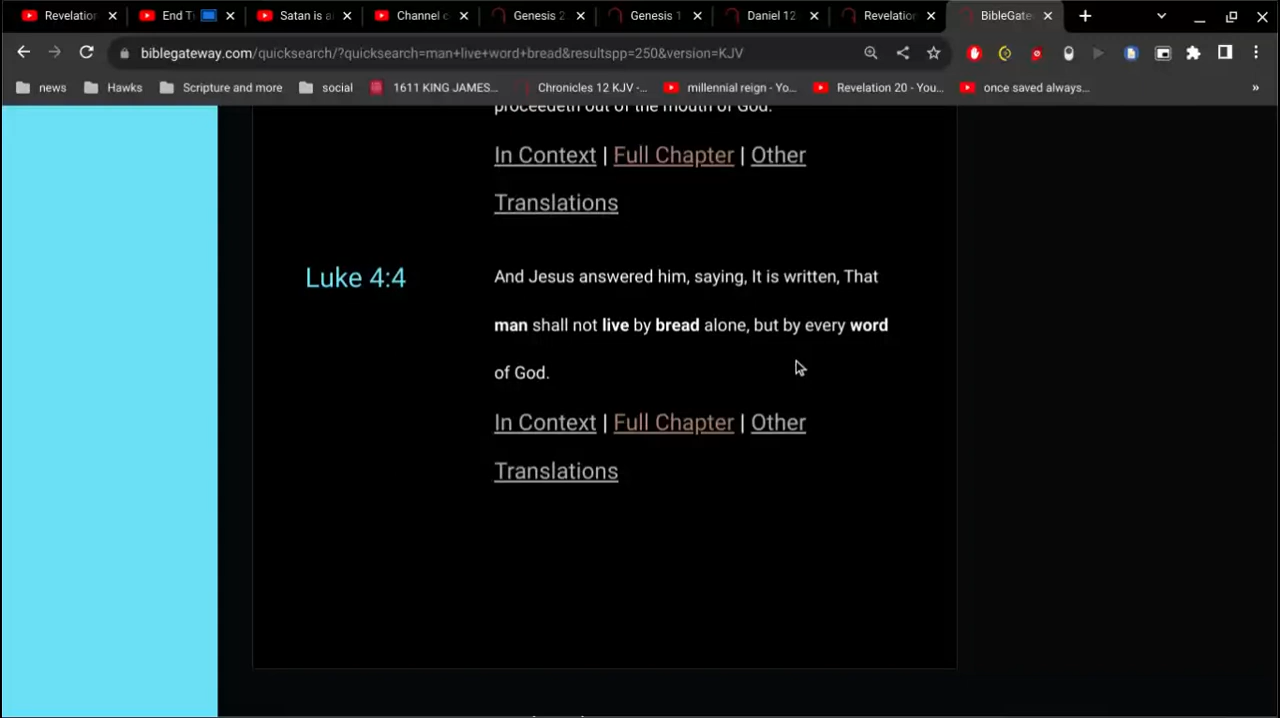 Revelation
End T
Satan is a
Channel c
Genesis 2
Genesis 1
Daniel 12
Revelation
BibleGate
biblegateway.com/quicksearch/?quicksearch=man+live+word+bread&resultspp=250&version=KJV
news
Hawks
Scripture and more
social
1611 KING JAMES...
Chronicles 12 KJV -...
millennial reign - Yo...
Revelation 20 - You...
once saved always...
»
proceedeth out of the mouth of God.
In Context | Full Chapter | Other
Translations
Luke 4:4
And Jesus answered him, saying, It is written, That
man shall not live by bread alone, but by every word
of God.
In Context | Full Chapter | Other
Translations